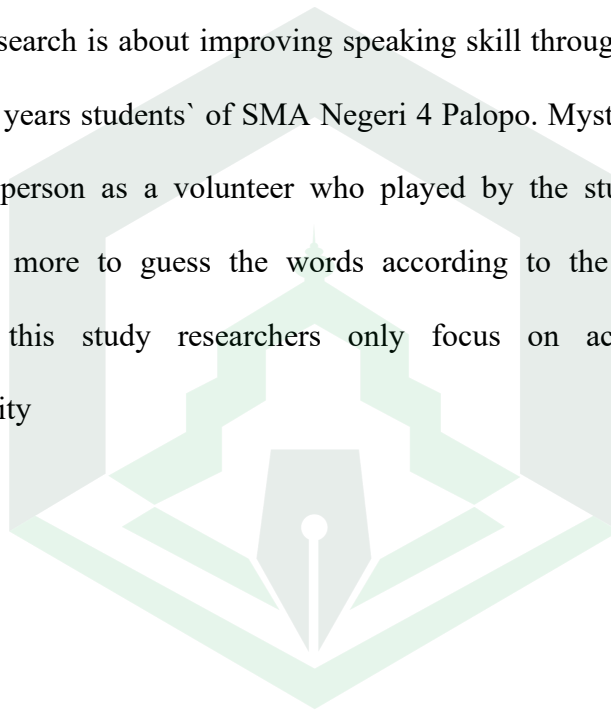 search is about improving speaking skill throug
years students` of SMA Negeri 4 Palopo. Myst
person as a volunteer who played by the stu
more to guess the words according to the
this study researchers only focus on ac
ity